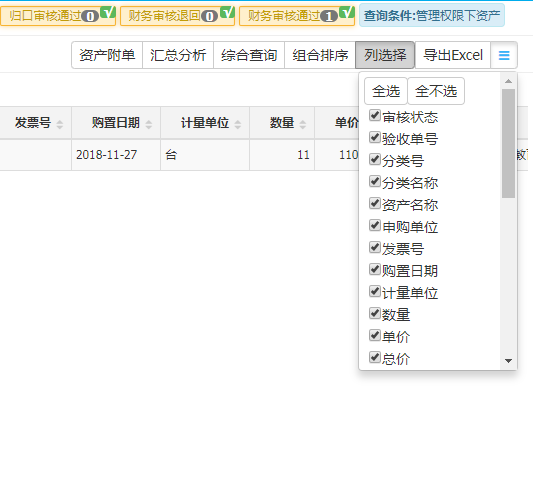 归口审核通过 0 √ 财务审核退回 0 √ 财务审核通过 1 √ 查询条件:管理权限下资产
资产附单 汇总分析 综合查询 组合排序 列选择 导出Excel
全选 全不选
发票号 购置日期 计量单位 数量 单价
2018-11-27 台 11 110
审核状态
验收单号
分类号
分类名称
资产名称
申购单位
发票号
购置日期
计量单位
数量
单价
总价